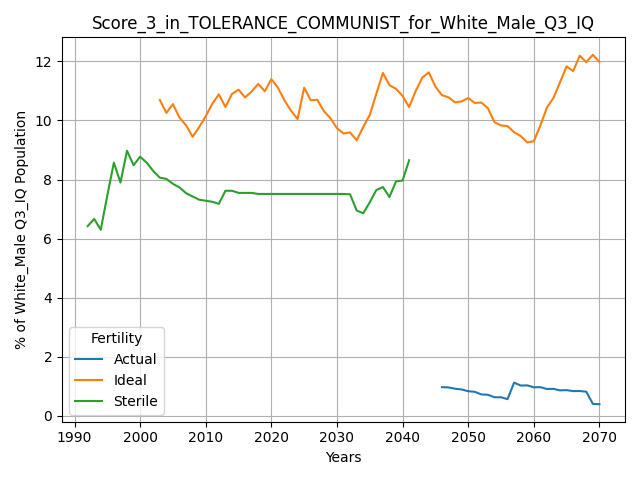 Score_3_in_TOLERANCE_COMMUNIST_for_White_Male_Q3_IQ
% of White_Male Q3_IQ Population
12
10
8
6
4
2
0
Fertility
Actual
Ideal
Sterile
1990 2000 2010 2020 2030 2040 2050 2060 2070
Years